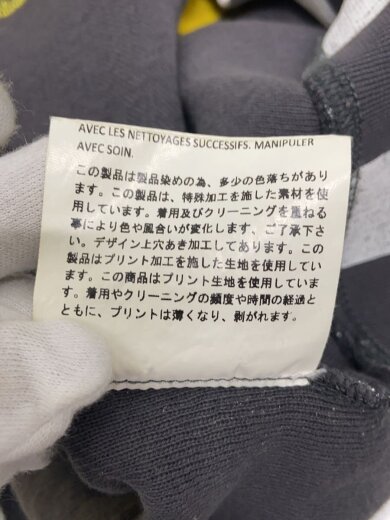 AVEC LES NETTOYAGES SUCCESSIFS. MANIPULER
AVEC SOIN.
この製品は製品染めの為、多少の色落ちがあり
ます。この製品は、特殊加工を施した素材を使
用しています。着用及びクリーニングを重ねる
事により色や風合いが変化します、ご了承下さ
い。デザイン上穴あき加工してあります。この
製品はプリント加工を施した生地を使用してい
ます。この商品はプリント生地を使用していま
す。着用やクリーニングの頻度や時間の経過と
ともに、プリントは薄くなり、剥がれます。